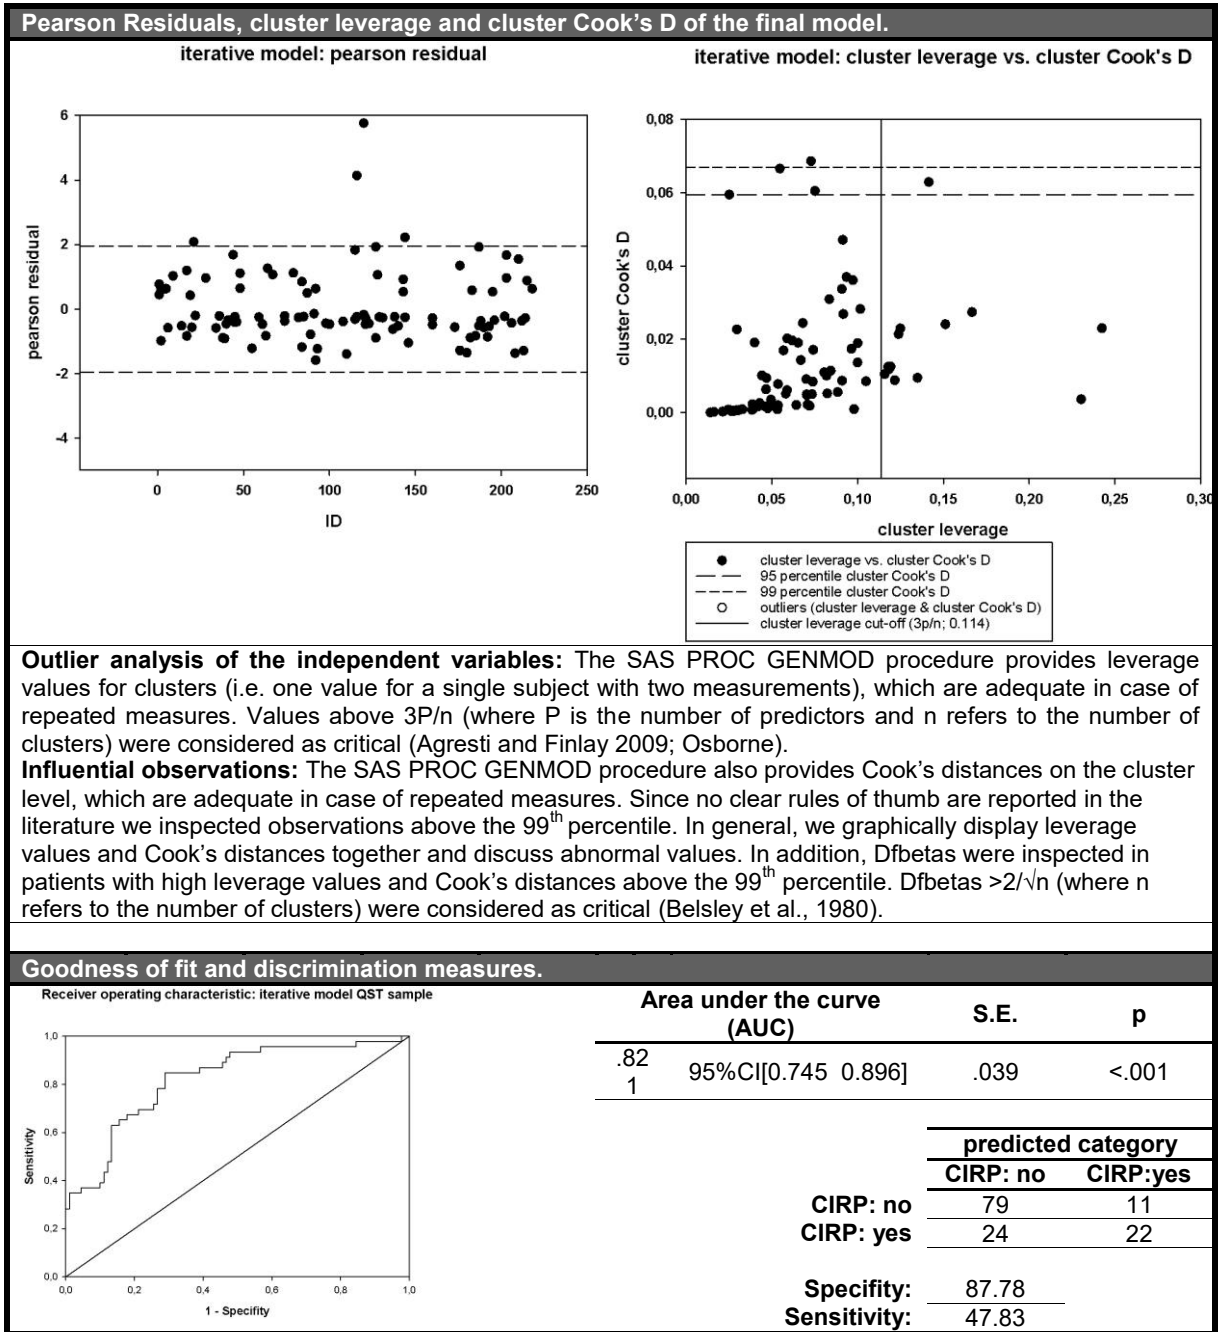 Pearson Residuals, cluster leverage and cluster Cook's D of the final model.
iterative model: pearson residual
6
4
2
0
-2
-4
pearson residual
0 50 100 150 200 250
ID
iterative model: cluster leverage vs. cluster Cook's D
0,08
0,06
0,04
0,02
0,00
cluster Cook's D
0,00 0,05 0,10 0,15 0,20 0,25 0,30
cluster leverage
cluster leverage vs. cluster Cook's D
95 percentile cluster Cook's D
99 percentile cluster Cook's D
outliers (cluster leverage & cluster Cook's D)
cluster leverage cut-off (3p/n; 0.114)
Outlier analysis of the independent variables: The SAS PROC GENMOD procedure provides leverage
values for clusters (i.e. one value for a single subject with two measurements), which are adequate in case of
repeated measures. Values above 3P/n (where P is the number of predictors and n refers to the number of
clusters) were considered as critical (Agresti and Finlay 2009; Osborne).
Influential observations: The SAS PROC GENMOD procedure also provides Cook's distances on the cluster
level, which are adequate in case of repeated measures. Since no clear rules of thumb are reported in the
literature we inspected observations above the 99th percentile. In general, we graphically display leverage
values and Cook's distances together and discuss abnormal values. In addition, Dfbetas were inspected in
patients with high leverage values and Cook's distances above the 99th percentile. Dfbetas >2/√n (where n
refers to the number of clusters) were considered as critical (Belsley et al., 1980).
Goodness of fit and discrimination measures.
Receiver operating characteristic: iterative model QST sample
1,0
0,8
0,6
0,4
0,2
0,0
Sensitivity
0,0 0,2 0,4 0,6 0,8 1,0
1 - Specifity
Area under the curve
(AUC) S.E. p
.82
1 95%CI[0.745 0.896] .039 <.001
predicted category
CIRP: no CIRP:yes
CIRP: no 79 11
CIRP: yes 24 22
Specifity: 87.78
Sensitivity: 47.83